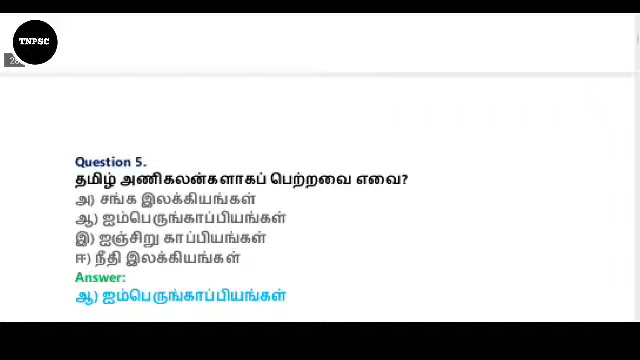 TNPSC
Question 5.
தமிழ் அணிகலன்களாகப் பெற்றவை எவை?
அ) சங்க இலக்கியங்கள்
ஆ) ஐம்பெருங்காப்பியங்கள்
இ) ஐஞ்சிறு காப்பியங்கள்
ஈ) நீதி இலக்கியங்கள்
Answer:
ஆ) ஐம்பெருங்காப்பியங்கள்